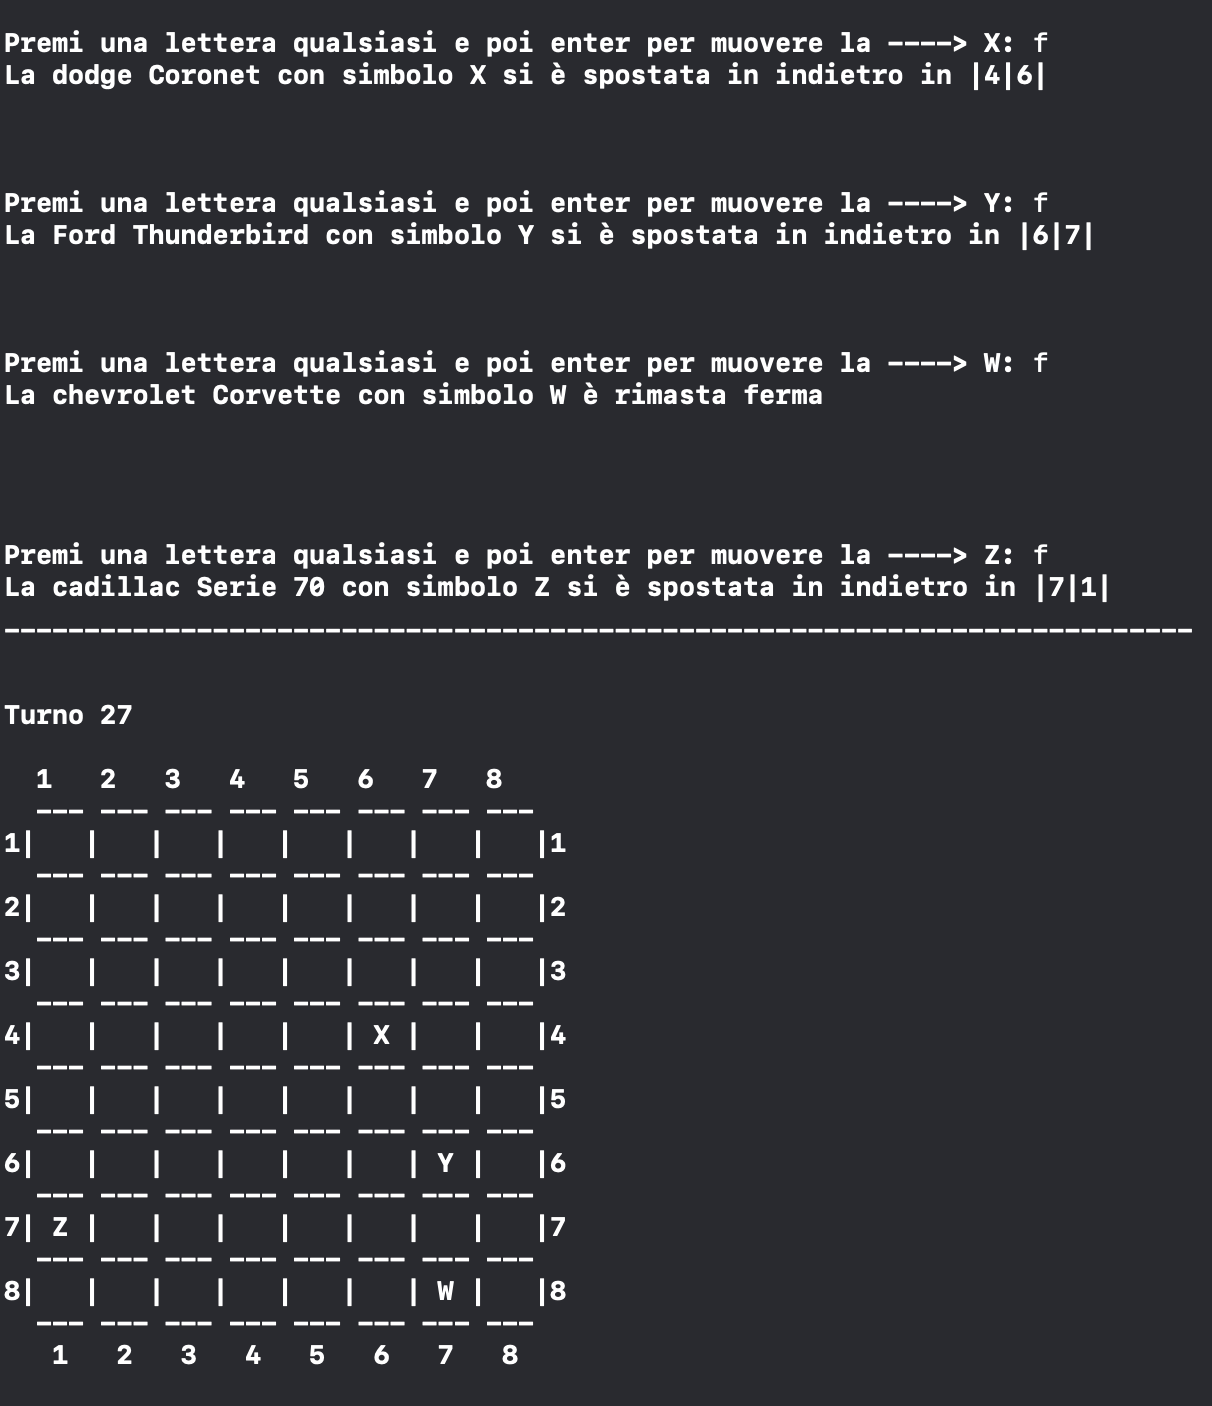 Premi una lettera qualsiasi e poi enter per muovere la ----> X: f
La dodge Coronet con simbolo X si è spostata in indietro in |4|6|
Premi una lettera qualsiasi e poi enter per muovere la ----> Y: f
La Ford Thunderbird con simbolo Y si è spostata in indietro in |6|7|
Premi una lettera qualsiasi e poi enter per muovere la ----> W: f
La chevrolet Corvette con simbolo W è rimasta ferma
Premi una lettera qualsiasi e poi enter per muovere la ----> Z: f
La cadillac Serie 70 con simbolo Z si è spostata in indietro in |7|1|
--------------------------------------------------------------------------
Turno 27
  1   2   3   4   5   6   7   8
  --- --- --- --- --- --- --- ---
1|   |   |   |   |   |   |   |   |1
  --- --- --- --- --- --- --- ---
2|   |   |   |   |   |   |   |   |2
  --- --- --- --- --- --- --- ---
3|   |   |   |   |   |   |   |   |3
  --- --- --- --- --- --- --- ---
4|   |   |   |   |   | X |   |   |4
  --- --- --- --- --- --- --- ---
5|   |   |   |   |   |   |   |   |5
  --- --- --- --- --- --- --- ---
6|   |   |   |   |   |   | Y |   |6
  --- --- --- --- --- --- --- ---
7| Z |   |   |   |   |   |   |   |7
  --- --- --- --- --- --- --- ---
8|   |   |   |   |   |   | W |   |8
  --- --- --- --- --- --- --- ---
   1   2   3   4   5   6   7   8